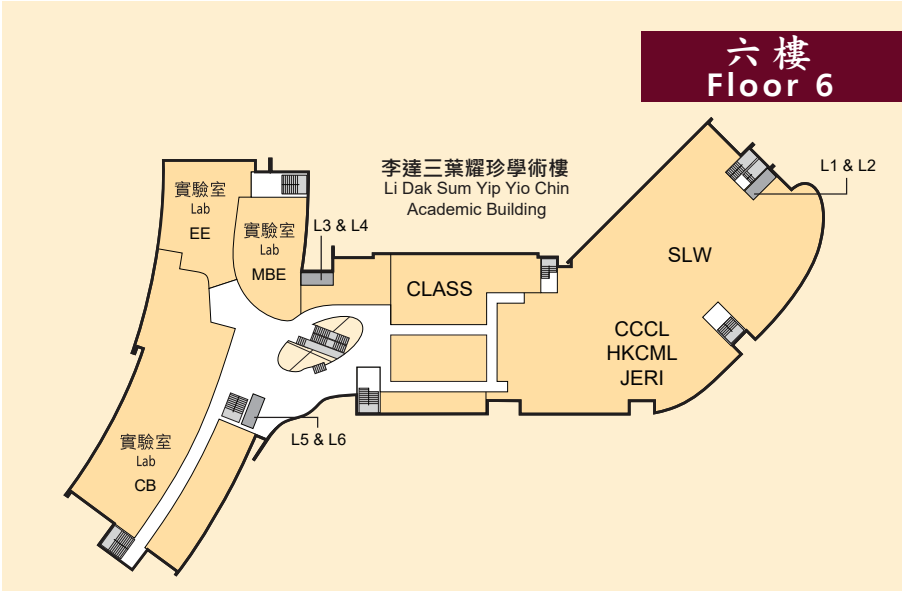 六樓
Floor 6
李達三葉耀珍學術樓
Li Dak Sum Yip Yio Chin
Academic Building
L1 & L2
實驗室
Lab
EE
實驗室
Lab
MBE
L3 & L4
CLASS
SLW
CCCL
HKCML
JERI
L5 & L6
實驗室
Lab
CB